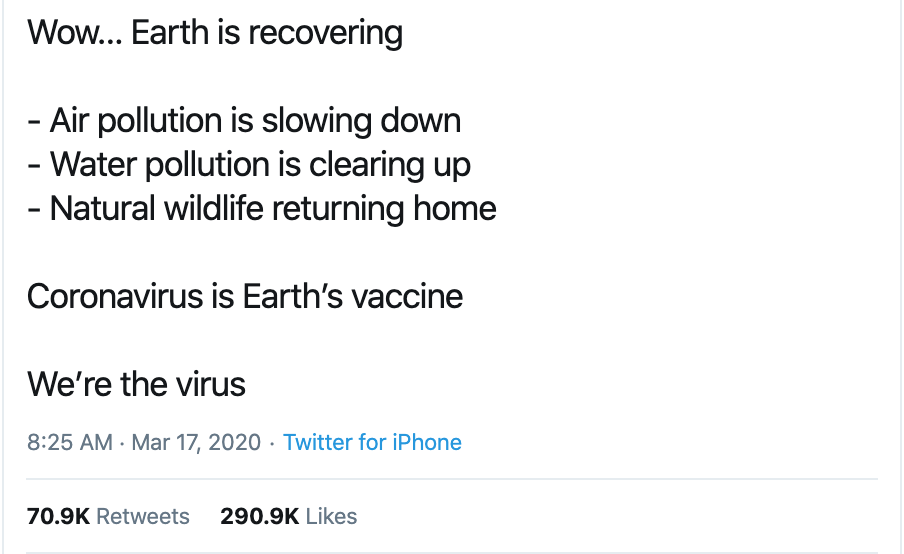 Wow... Earth is recovering
- Air pollution is slowing down
- Water pollution is clearing up
- Natural wildlife returning home
Coronavirus is Earth’s vaccine
We’re the virus
8:25 AM · Mar 17, 2020 · Twitter for iPhone
70.9K Retweets 290.9K Likes